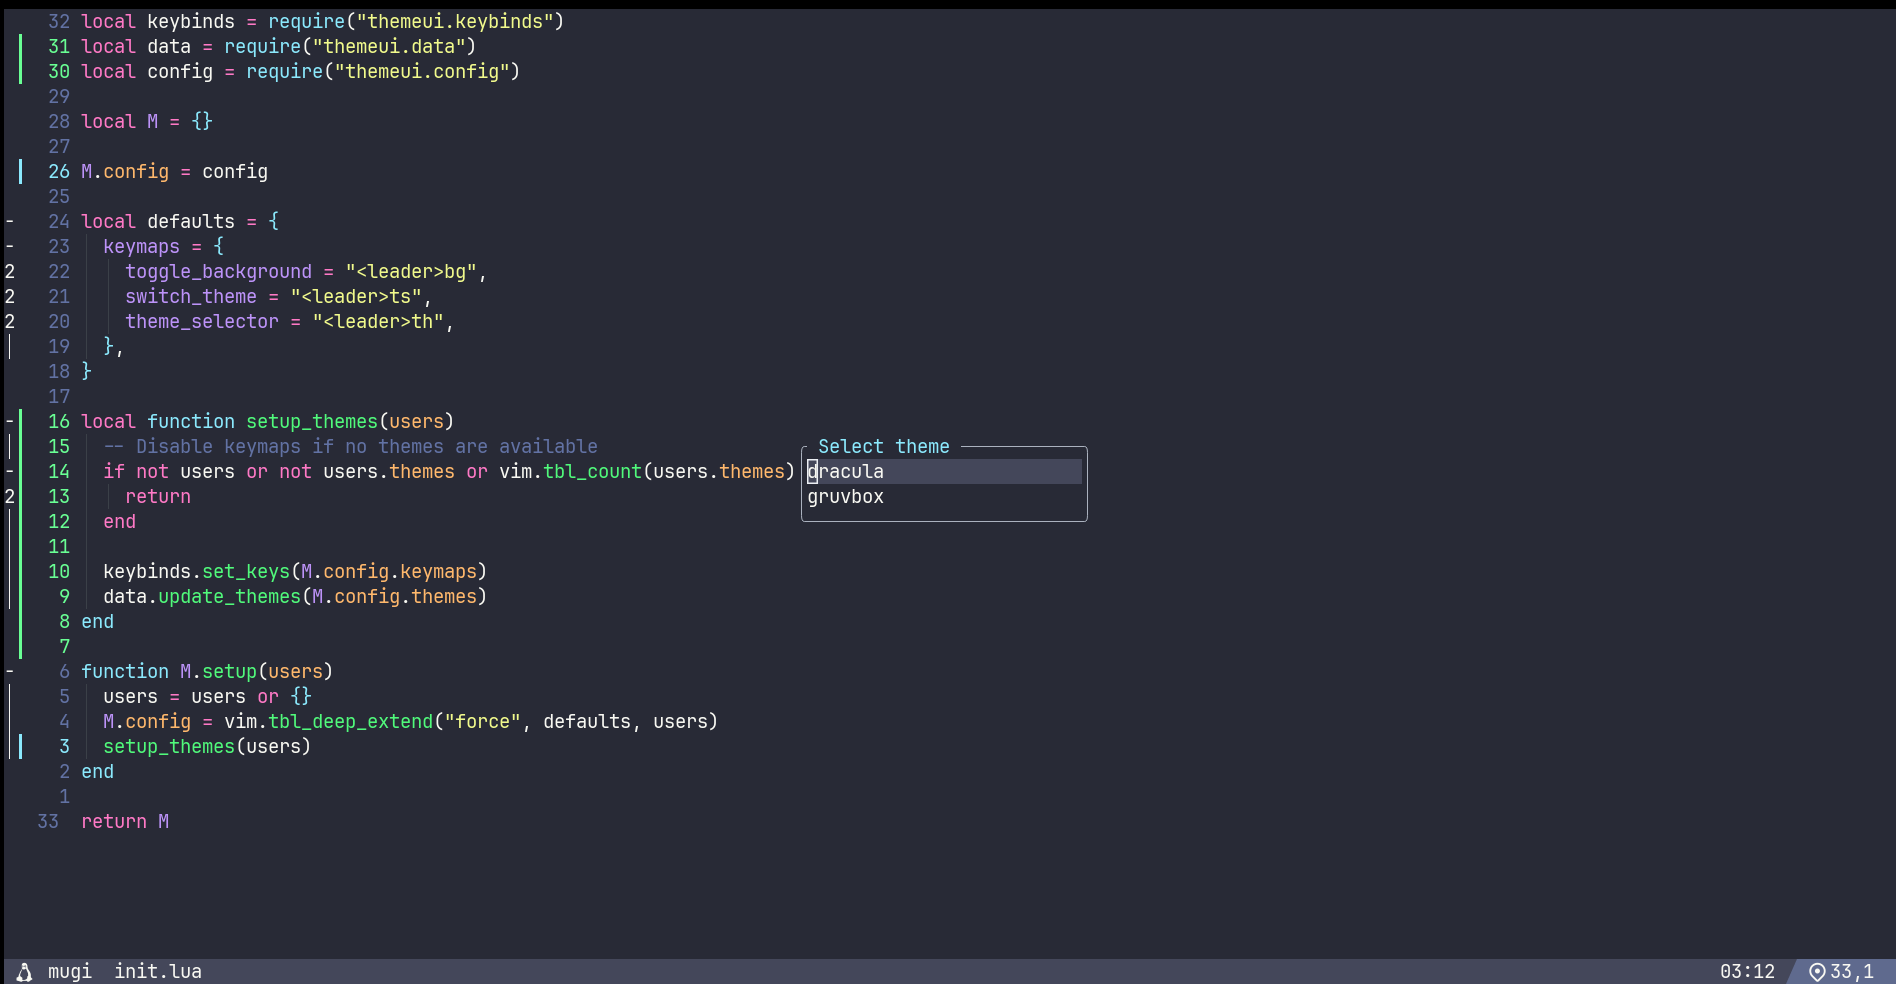 32 local keybinds = require("themeui.keybinds")
31 local data = require("themeui.data")
30 local config = require("themeui.config")
29
28 local M = {}
27
26 M.config = config
25
- 24 local defaults = {
- 23   keymaps = {
2 22     toggle_background = "<leader>bg",
2 21     switch_theme = "<leader>ts",
2 20     theme_selector = "<leader>th",
19   },
18 }
17
- 16 local function setup_themes(users)
15   -- Disable keymaps if no themes are available
- 14   if not users or not users.themes or vim.tbl_count(users.themes)
2 13     return
12   end
11
10   keybinds.set_keys(M.config.keymaps)
9   data.update_themes(M.config.themes)
8 end
7
- 6 function M.setup(users)
5   users = users or {}
4   M.config = vim.tbl_deep_extend("force", defaults, users)
3   setup_themes(users)
2 end
1
33 return M
Select theme
dracula
gruvbox
mugi init.lua 03:12 33,1